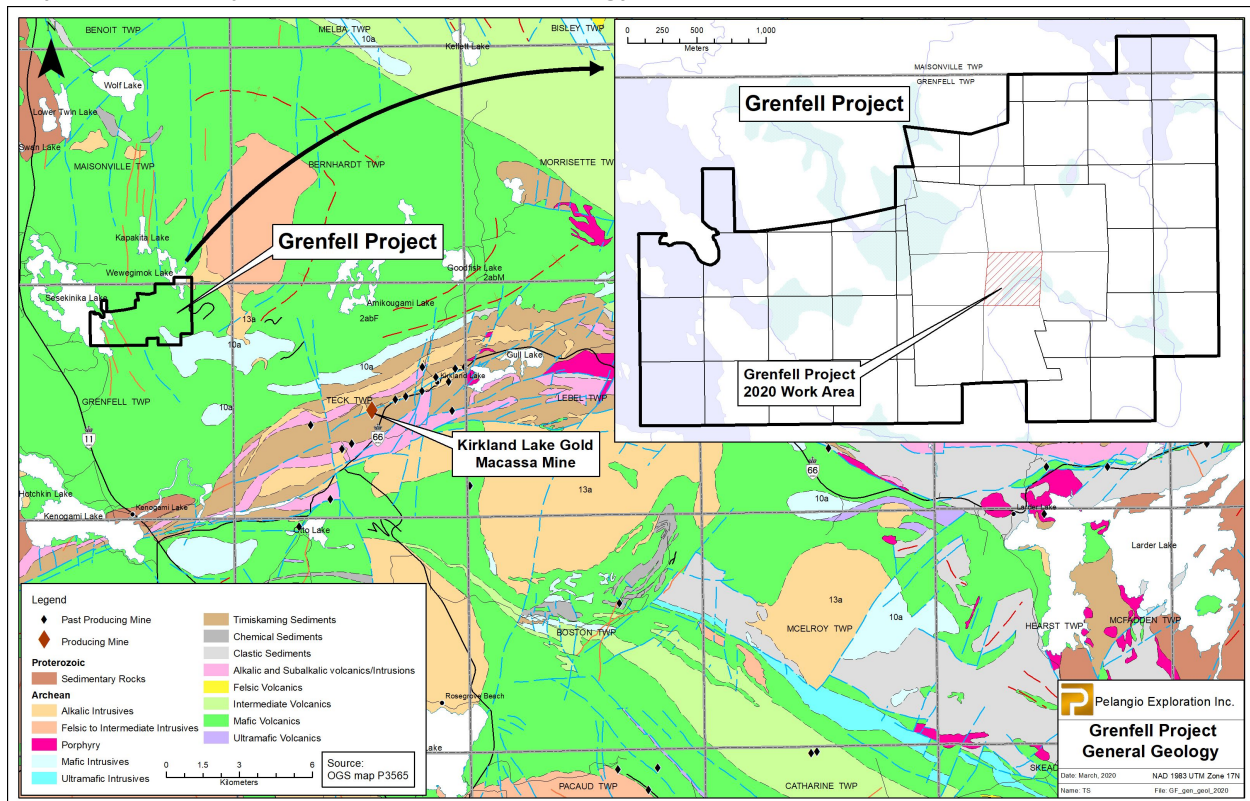 BENOIT TWP
MELBA TWP
BISLEY TWP
10a
Kellett Lake
N
Wolf Lake
Lower Twin Lake
Swan Lake
MAISONVILLE TWP
BERNHARDT TWP
MORRISETTE TW
Kapakita Lake
Grenfell Project
Wewegimok Lake
Goodfish Lake
2abM
Sesekinika Lake
Amikougami Lake
13a
2abF
10a
10a
Gull Lake
Kirkland Lake
10a
GRENFELL TWP
TECK TWP
LEBEL TWP
11
66
Kirkland Lake Gold
Macassa Mine
13a
Hotchkin Lake
Kenogami Lake
Kenogami Lake
Otto Lake
66
10a
Larder Lake
Larder Lake
13a
10a
BOSTON TWP
MCELROY TWP
HEARST TWP
MCFADDEN TWP
Rosegrove Beach
Lake
PACAUD TWP
CATHARINE TWP
SKEAD
0 250 500 1,000
Meters
MAISONVILLE TWP
GRENFELL TWP
Grenfell Project
Grenfell Project
2020 Work Area
Legend
Past Producing Mine
Producing Mine
Proterozoic
Sedimentary Rocks
Archean
Alkalic Intrusives
Felsic to Intermediate Intrusives
Porphyry
Mafic Intrusives
Ultramafic Intrusives
Timiskaming Sediments
Chemical Sediments
Clastic Sediments
Alkalic and Subalkalic volcanics/Intrusions
Felsic Volcanics
Intermediate Volcanics
Mafic Volcanics
Ultramafic Volcanics
0 1.5 3 6
Kilometers
Source:
OGS map P3565
Pelangio Exploration Inc.
Grenfell Project
General Geology
Date: March, 2020 NAD 1983 UTM Zone 17N
Name: TS File: GF_gen_geol_2020